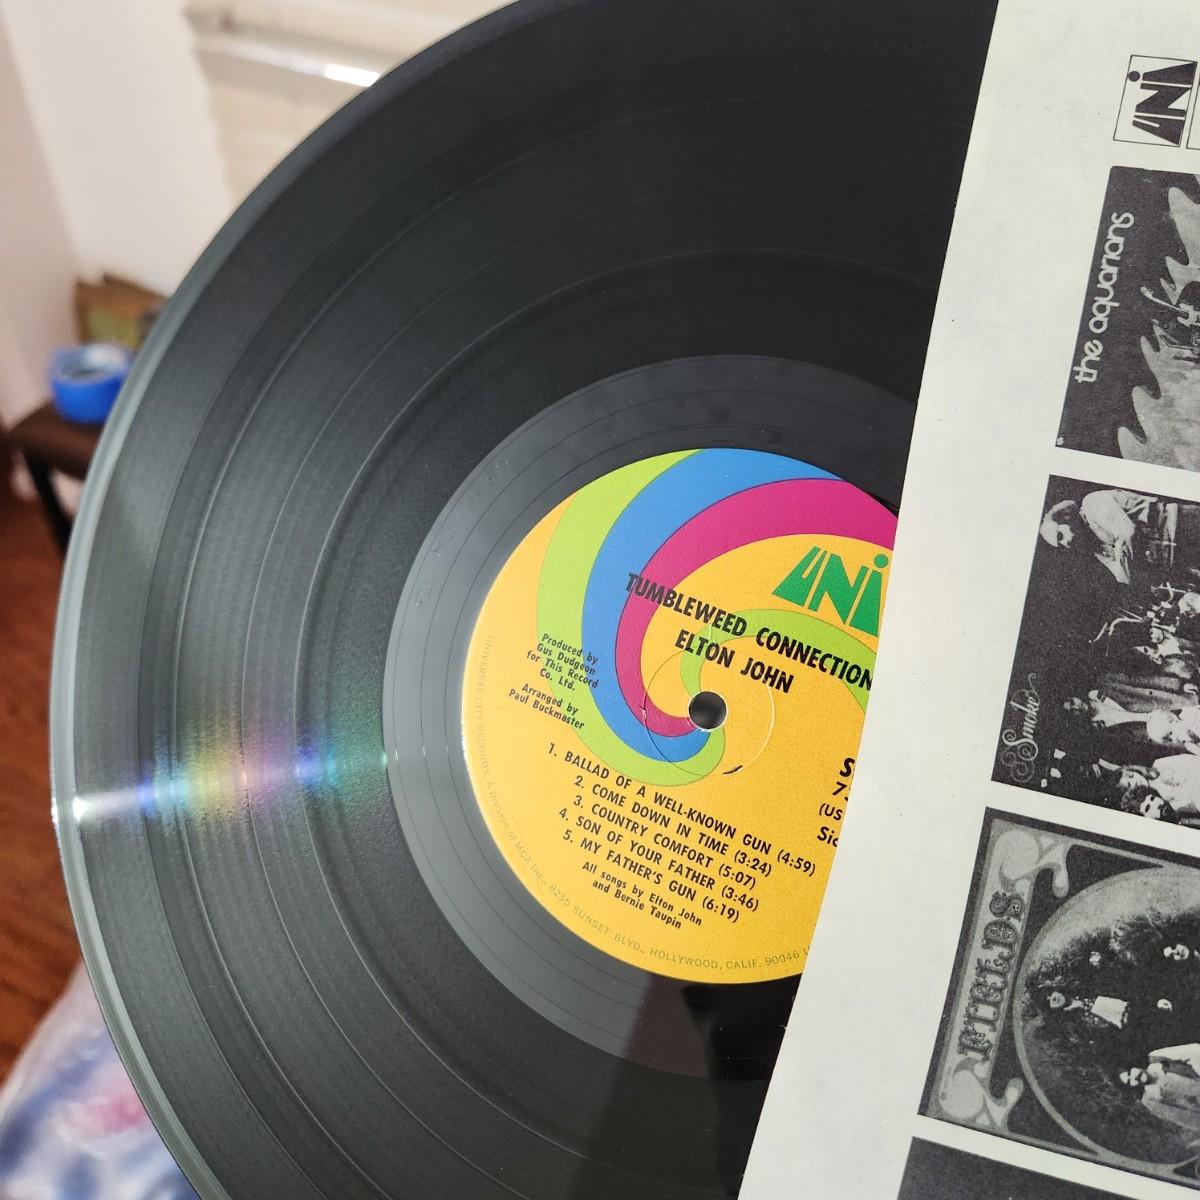 UNI
the aquarians
UNI
TUMBLEWEED CONNECTION
ELTON JOHN
Produced by
Gus Dudgeon
for This Record
Co. Ltd.
Arranged by
Paul Buckmaster
S
7
(US
Sid
1. BALLAD OF A WELL-KNOWN GUN (4:59)
2. COME DOWN IN TIME (3:24)
3. COUNTRY COMFORT (5:07)
4. SON OF YOUR FATHER (3:46)
5. MY FATHER'S GUN (6:19)
All songs by Elton John
and Bernie Taupin
UNIVERSAL CITY RECORDS, A Division of MCA Inc., 8255 SUNSET BLVD., HOLLYWOOD, CALIF. 90046
Smoke
FIELDS